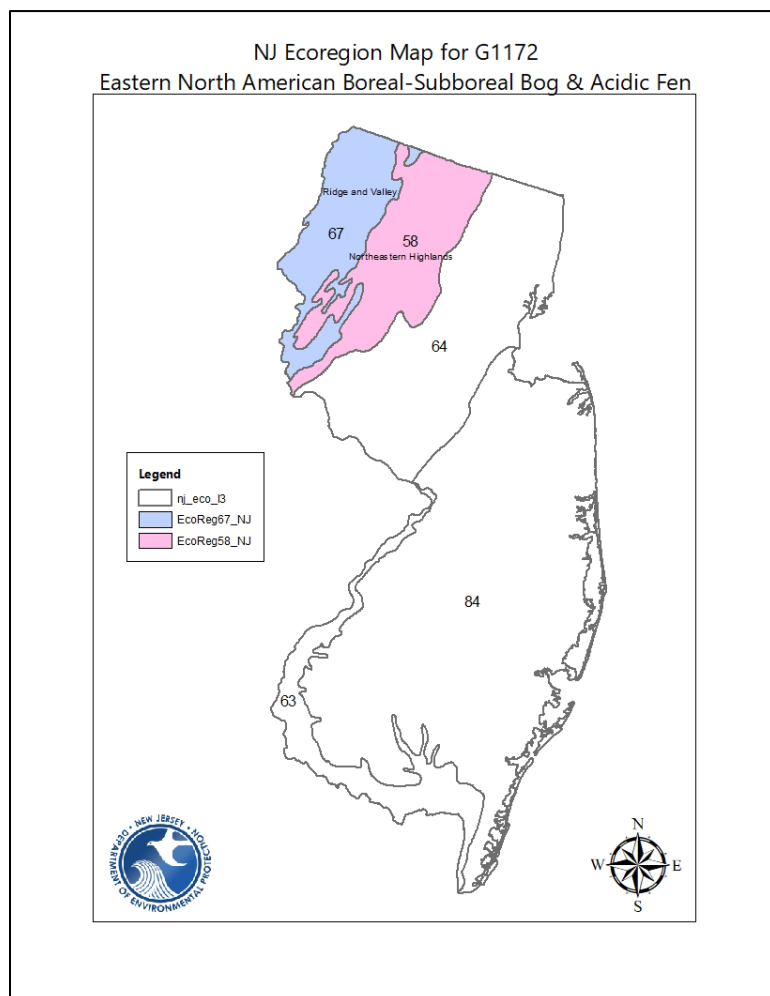 NJ Ecoregion Map for G1172
Eastern North American Boreal-Subboreal Bog & Acidic Fen
Ridge and Valley
67
58
Northeastern Highlands
64
Legend
nj_eco_l3
EcoReg67_NJ
EcoReg58_NJ
84
63
NEW JERSEY
DEPARTMENT OF ENVIRONMENTAL PROTECTION
N
W
E
S